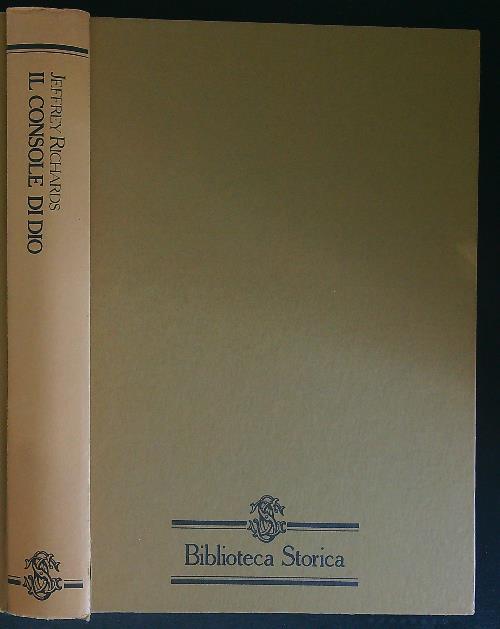 JEFFREY RICHARDS
IL CONSOLE DI DIO
Biblioteca Storica